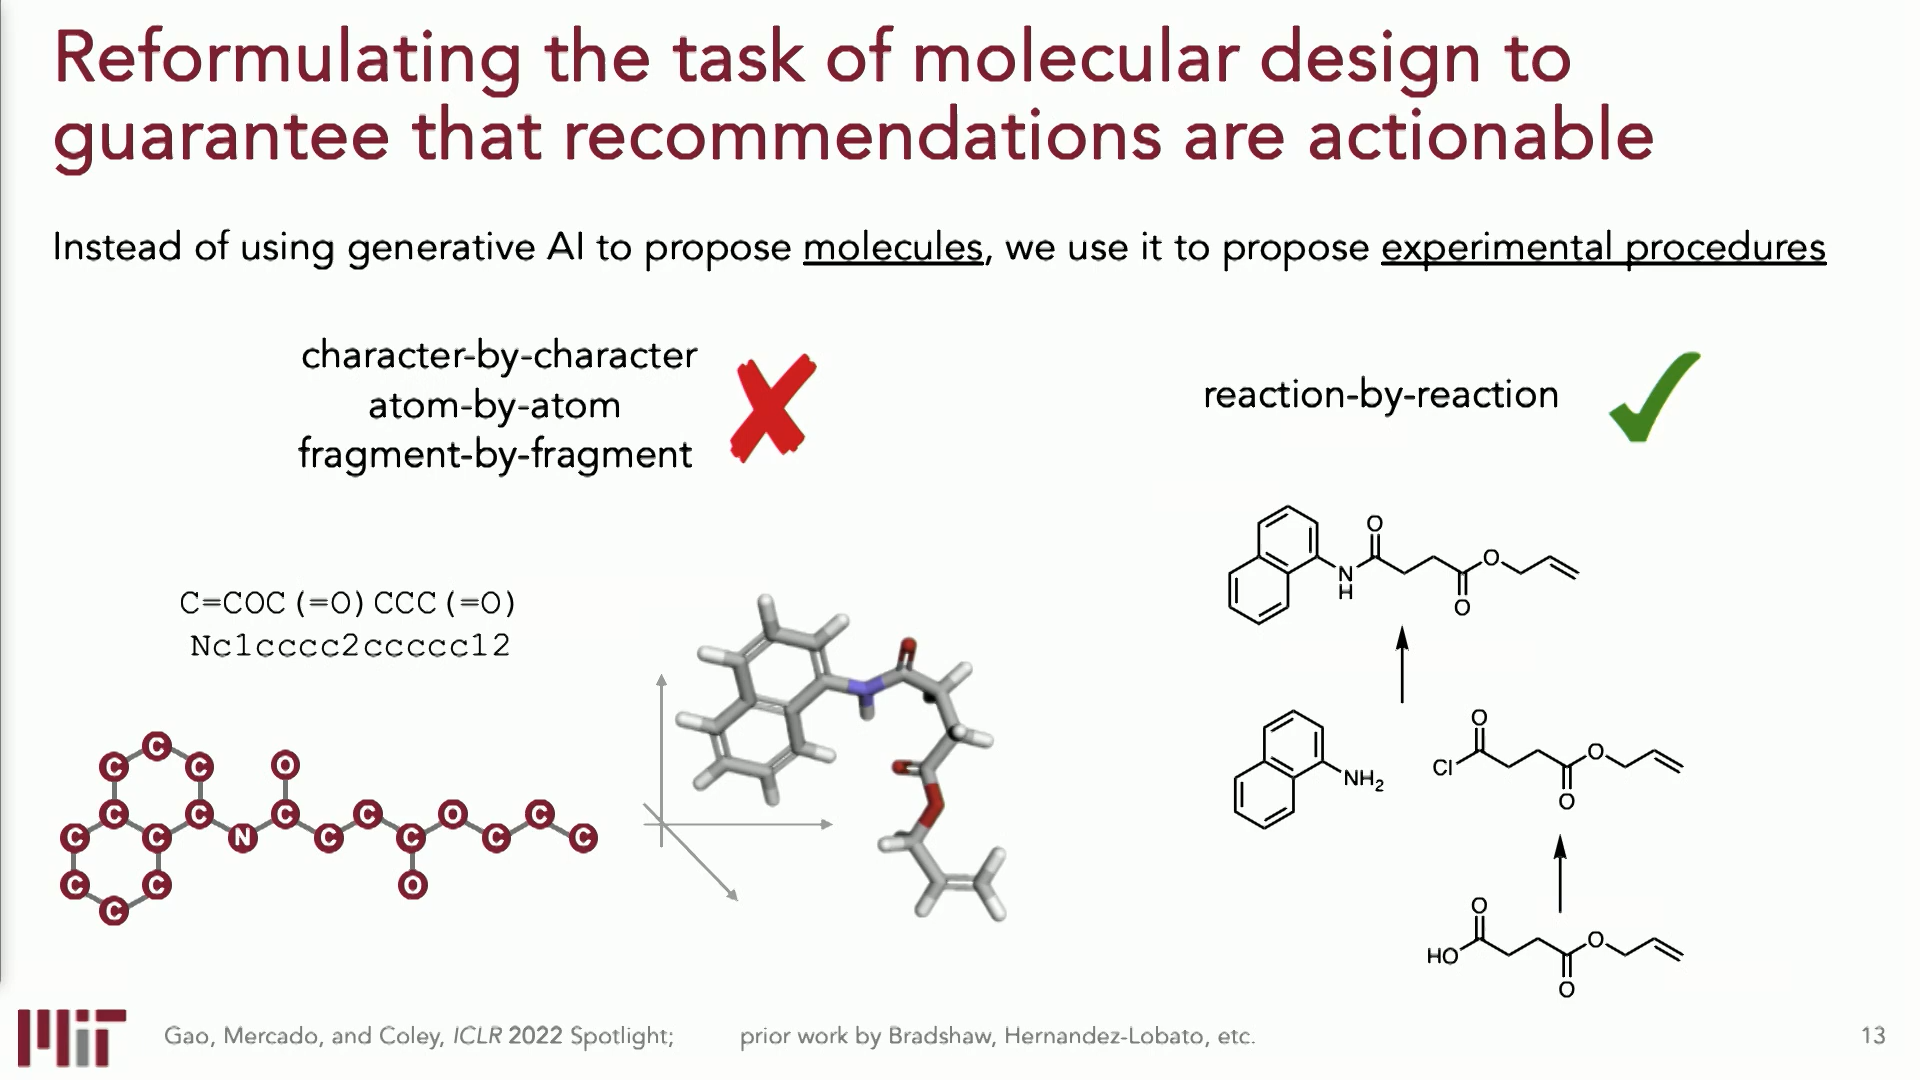 Reformulating the task of molecular design to
guarantee that recommendations are actionable
Instead of using generative AI to propose molecules, we use it to propose experimental procedures
character-by-character
atom-by-atom
fragment-by-fragment
reaction-by-reaction
C=COC(=O)CCC(=O)
Nc1cccc2ccccc12
C
C C
C C
C C
C C
C
N
O
C
C
C
C
O
O
C
C
C
N
H
O
O
O
NH2
Cl
O
O
O
HO
O
O
O
MIT
Gao, Mercado, and Coley, ICLR 2022 Spotlight; prior work by Bradshaw, Hernandez-Lobato, etc.
13